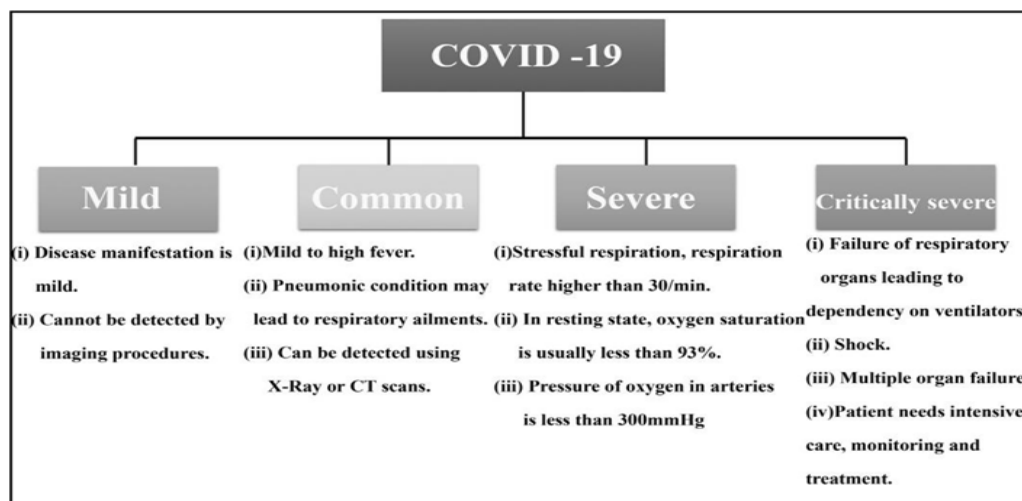 COVID -19
Mild
(i) Disease manifestation is
mild.
(ii) Cannot be detected by
imaging procedures.
Common
(i)Mild to high fever.
(ii) Pneumonic condition may
lead to respiratory ailments.
(iii) Can be detected using
X-Ray or CT scans.
Severe
(i)Stressful respiration, respiration
rate higher than 30/min.
(ii) In resting state, oxygen saturation
is usually less than 93%.
(iii) Pressure of oxygen in arteries
is less than 300mmHg
Critically severe
(i) Failure of respiratory
organs leading to
dependency on ventilators
(ii) Shock.
(iii) Multiple organ failure
(iv)Patient needs intensive
care, monitoring and
treatment.